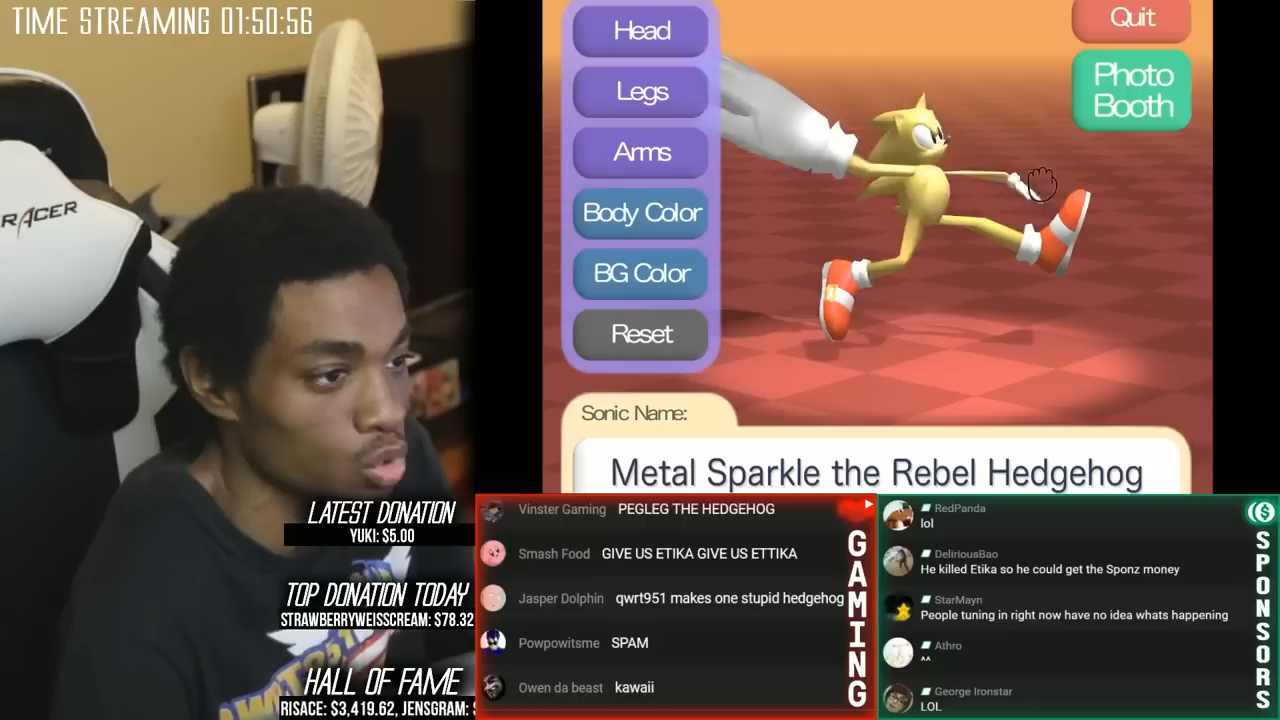 TIME STREAMING 01:50:56
RACER
Head
Legs
Arms
Body Color
BG Color
Reset
Quit
Photo
Booth
Sonic Name:
Metal Sparkle the Rebel Hedgehog
LATEST DONATION
YUKI: $5.00
TOP DONATION TODAY
STRAWBERRYWEISSCREAM: $78.32
HALL OF FAME
RISACE: $3,419.62, JENSGRAM:
Vinster Gaming PEGLEG THE HEDGEHOG
Smash Food GIVE US ETIKA GIVE US ETTIKA
Jasper Dolphin qwrt951 makes one stupid hedgehog
Powpowitsme SPAM
Owen da beast kawaii
GAMING
RedPanda
lol
DeliriousBao
He killed Etika so he could get the Sponz money
StarMayn
People tuning in right now have no idea whats happening
Athro
^^
George Ironstar
LOL
SPONSORS